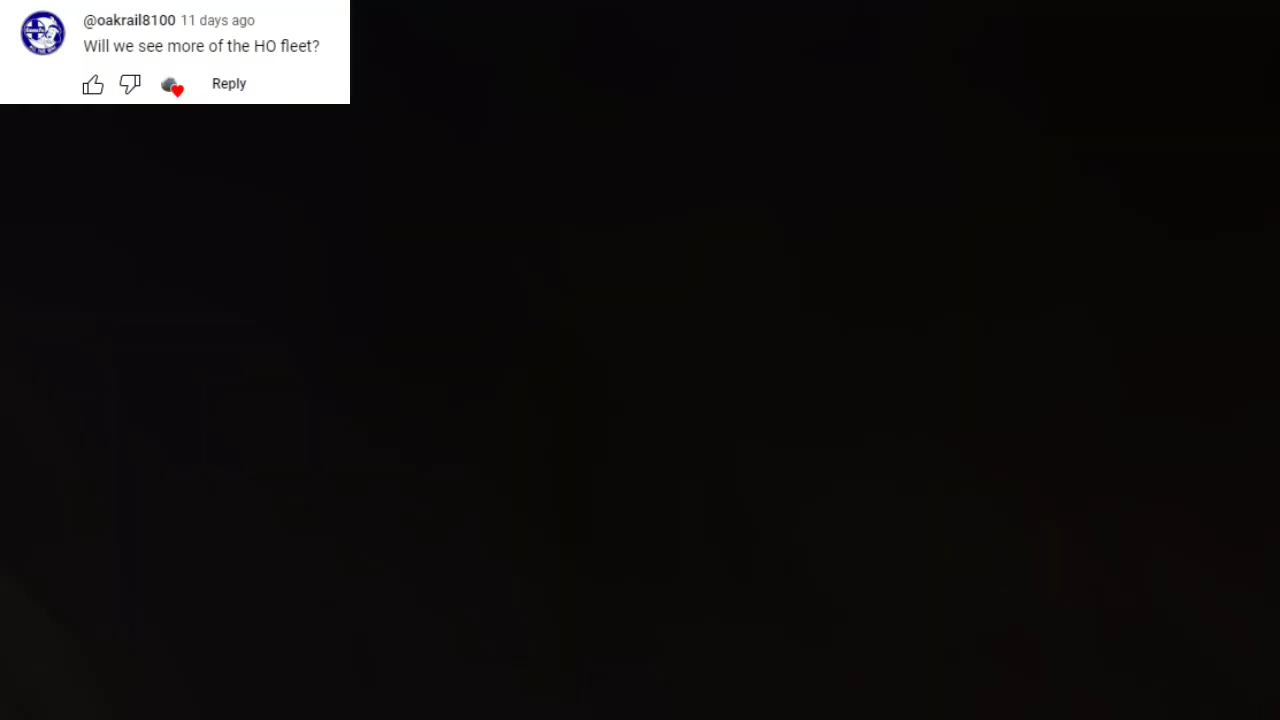 @oakrail8100 11 days ago
Will we see more of the HO fleet?
Reply